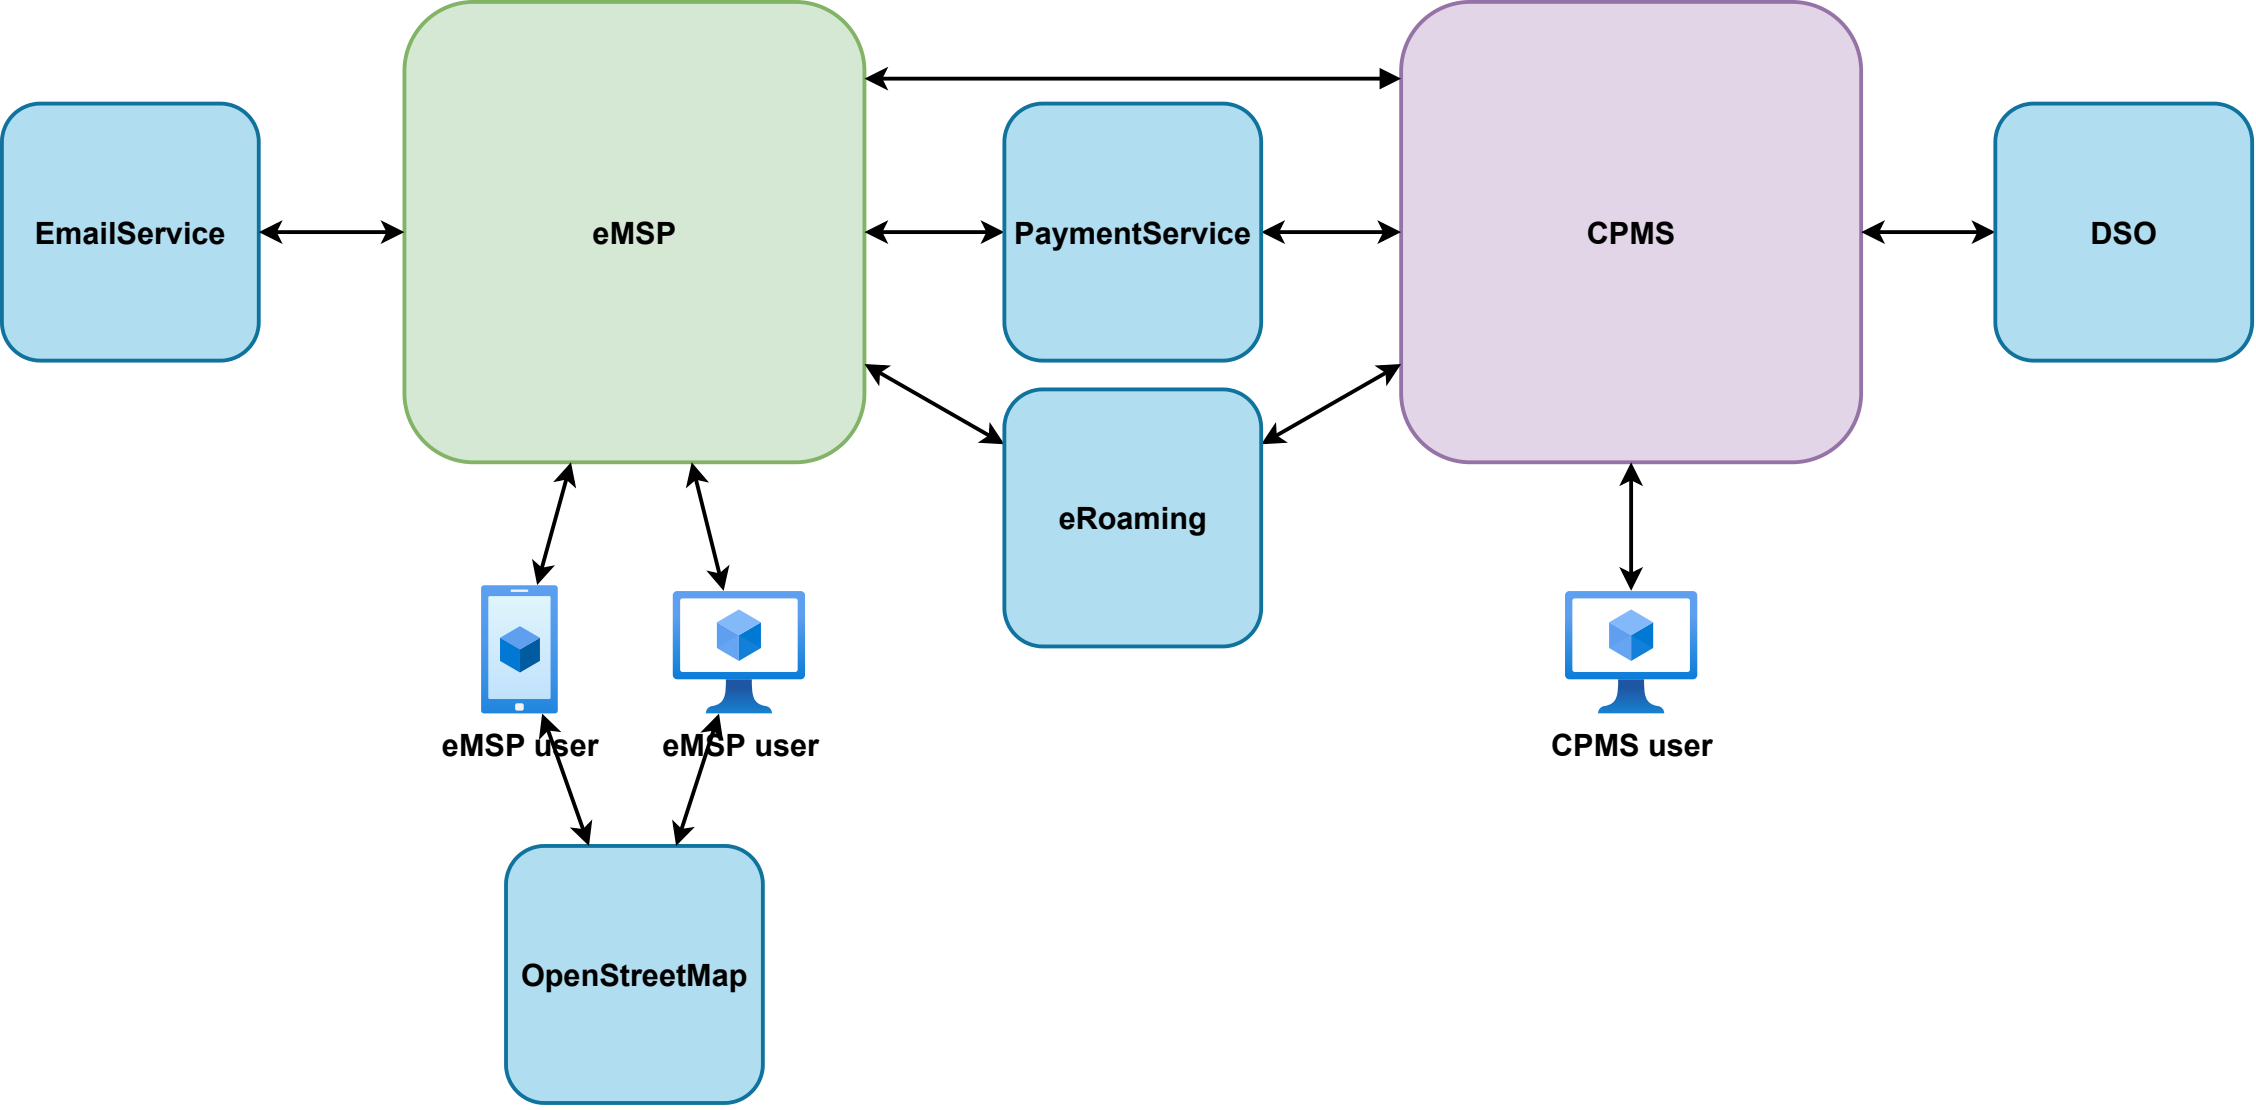 EmailService
eMSP
PaymentService
CPMS
DSO
eRoaming
eMSP user
eMSP user
CPMS user
OpenStreetMap